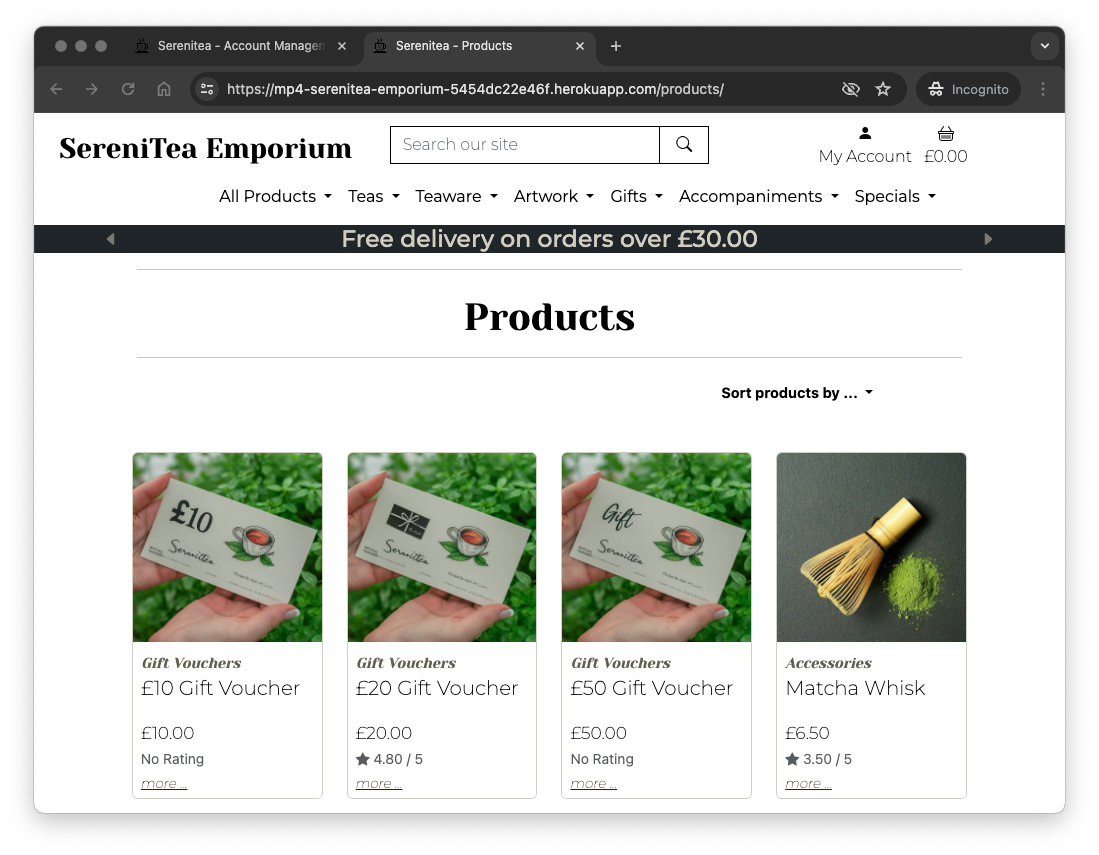 Serenitea - Account Managen
Serenitea - Products
https://mp4-serenitea-emporium-5454dc22e46f.herokuapp.com/products/
Incognito
SereniTea Emporium
Search our site
My Account
£0.00
All Products Teas Teaware Artwork Gifts Accompaniments Specials
Free delivery on orders over £30.00
Products
Sort products by ...
£10
Serenitea
Serenitea
Gift
Serenitea
Gift Vouchers
£10 Gift Voucher
£10.00
No Rating
more ...
Gift Vouchers
£20 Gift Voucher
£20.00
4.80 / 5
more ...
Gift Vouchers
£50 Gift Voucher
£50.00
No Rating
more ...
Accessories
Matcha Whisk
£6.50
3.50 / 5
more ...